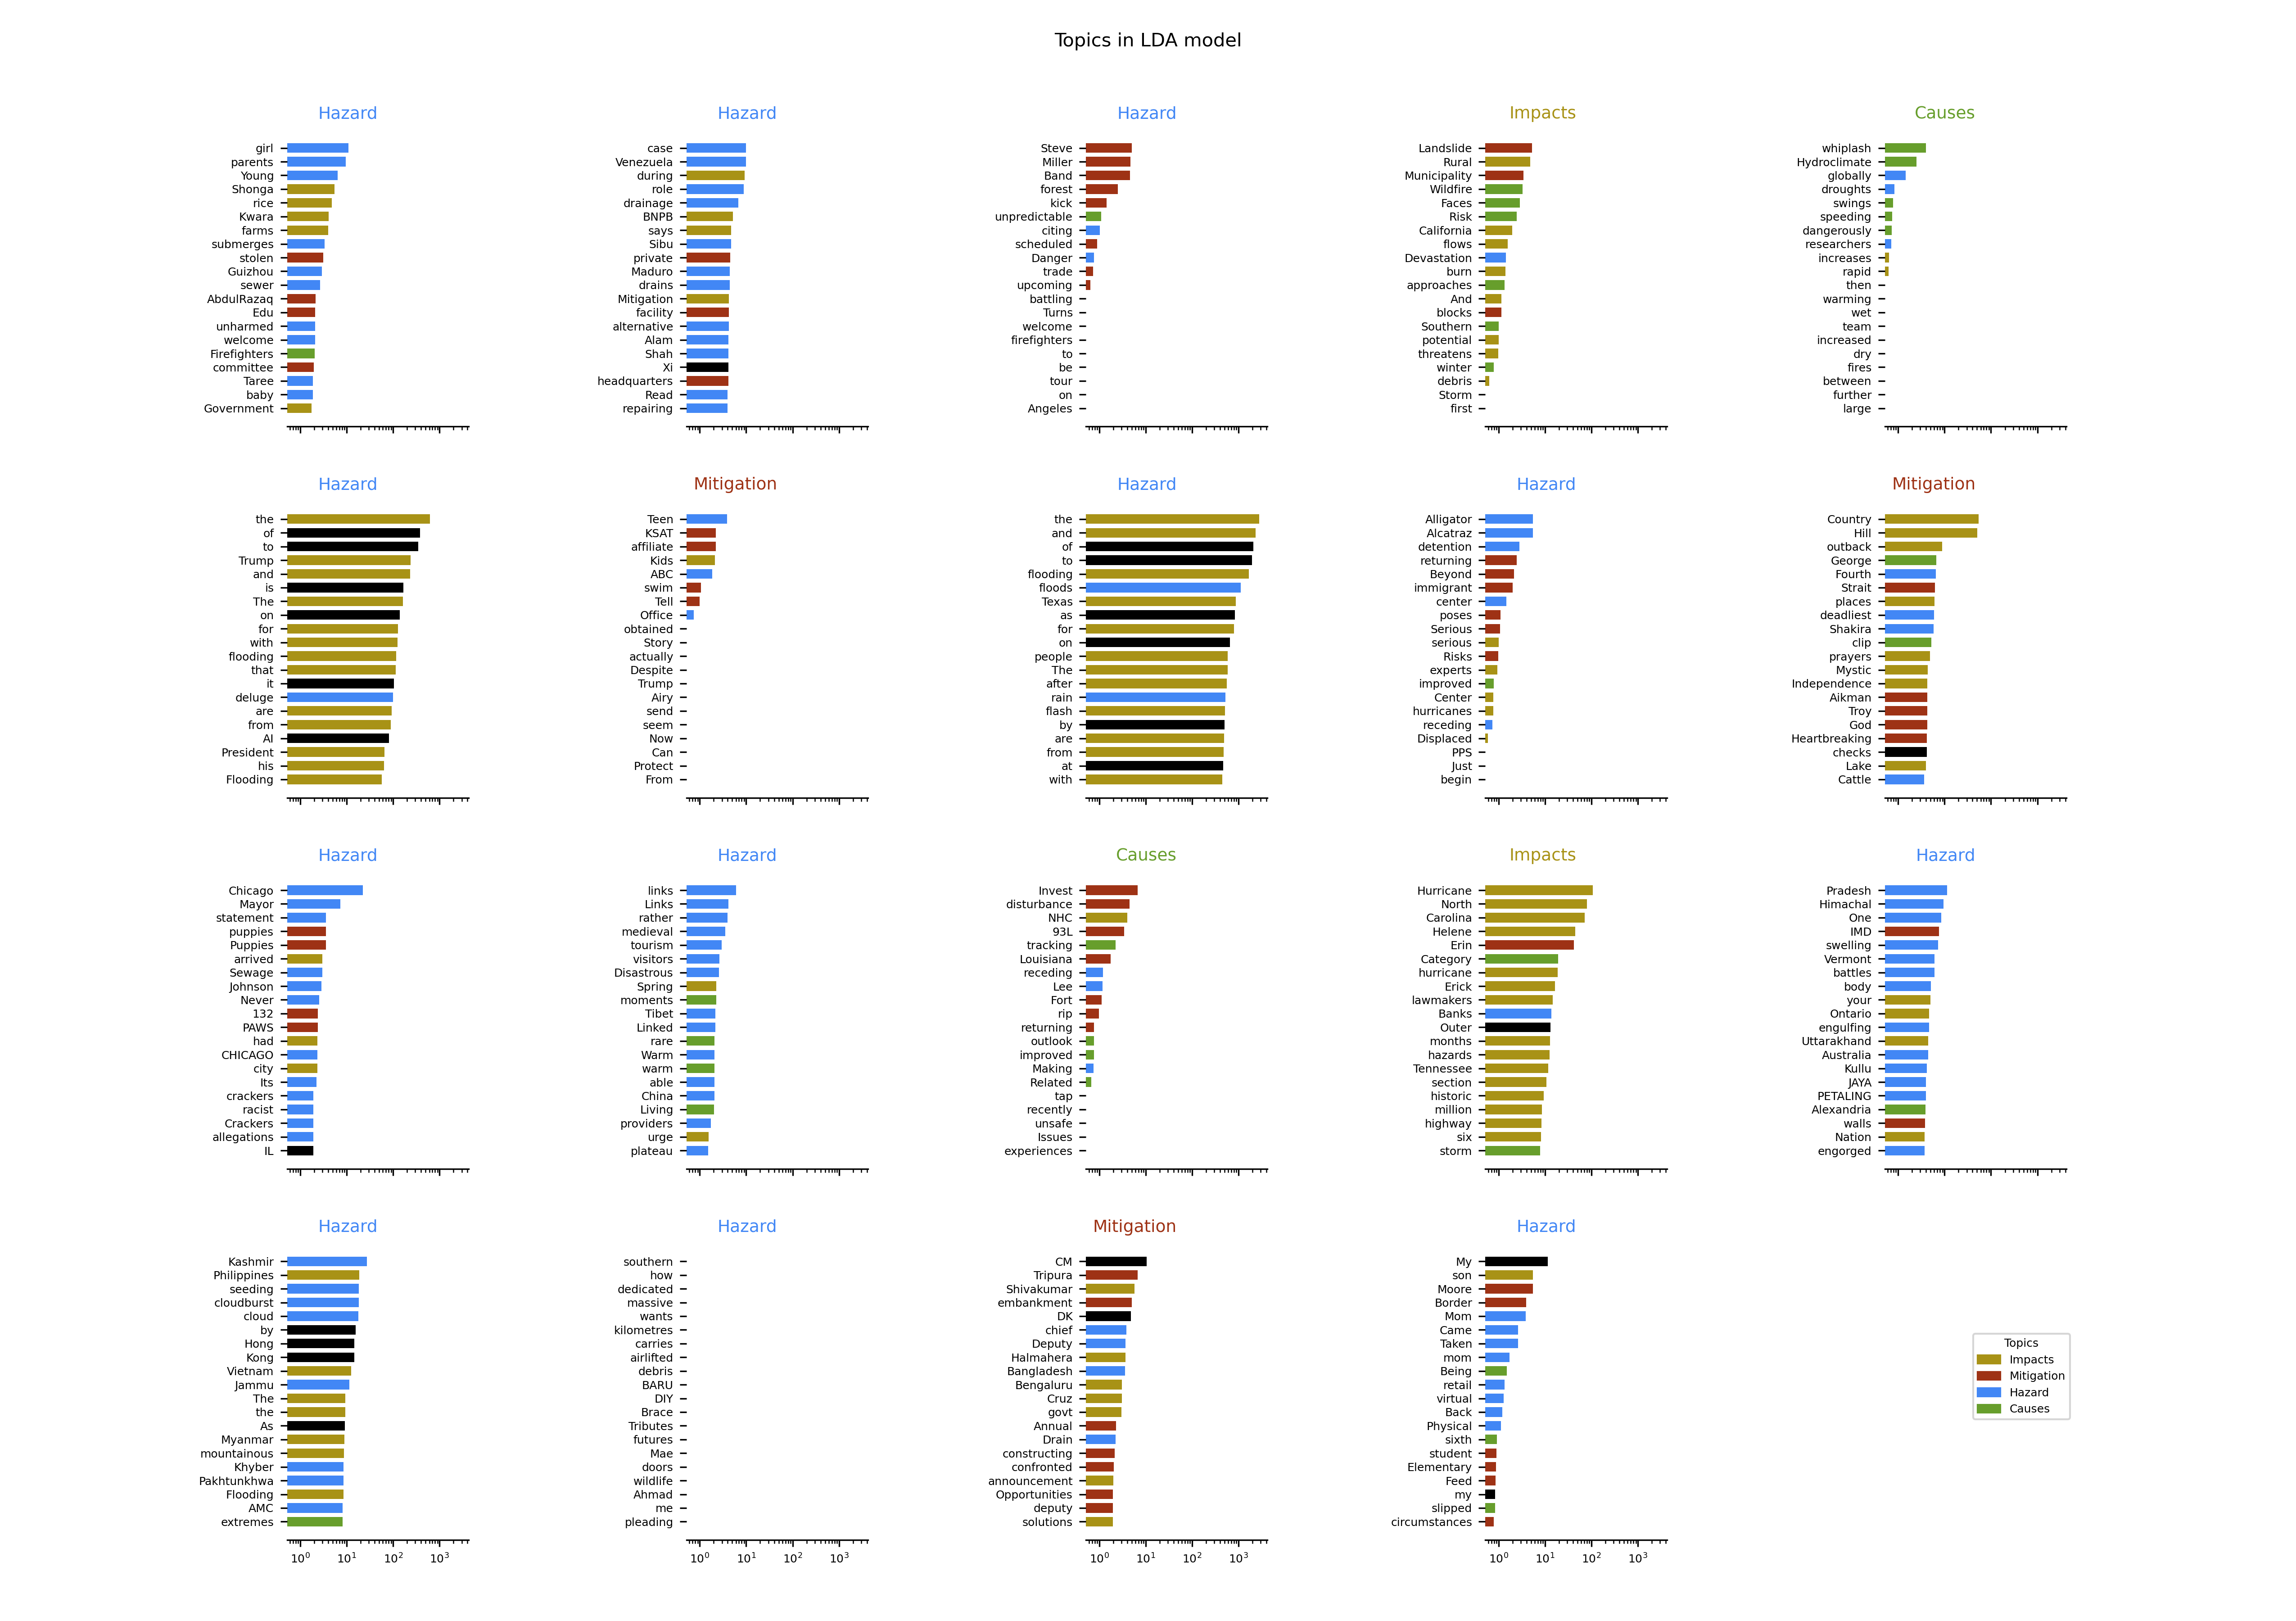 Topics in LDA model
Hazard
girl
parents
Young
Shonga
rice
Kwara
farms
submerges
stolen
Guizhou
sewer
AbdulRazaq
Edu
unharmed
welcome
Firefighters
committee
Taree
baby
Government
Hazard
case
Venezuela
during
role
drainage
BNPB
says
Sibu
private
Maduro
drains
Mitigation
facility
alternative
Alam
Shah
Xi
headquarters
Read
repairing
Hazard
Steve
Miller
Band
forest
kick
unpredictable
citing
scheduled
Danger
trade
upcoming
battling
Turns
welcome
firefighters
to
be
tour
on
Angeles
Impacts
Landslide
Rural
Municipality
Wildfire
Faces
Risk
California
flows
Devastation
burn
approaches
And
blocks
Southern
potential
threatens
winter
debris
Storm
first
Causes
whiplash
Hydroclimate
globally
droughts
swings
speeding
dangerously
researchers
increases
rapid
then
warming
wet
team
increased
dry
fires
between
further
large
Hazard
the
of
to
Trump
and
is
The
on
for
with
flooding
that
it
deluge
are
from
AI
President
his
Flooding
Mitigation
Teen
KSAT
affiliate
Kids
ABC
swim
Tell
Office
obtained
Story
actually
Despite
Trump
Airy
send
seem
Now
Can
Protect
From
Hazard
the
and
of
to
flooding
floods
Texas
as
for
on
people
The
after
rain
flash
by
are
from
at
with
Hazard
Alligator
Alcatraz
detention
returning
Beyond
immigrant
center
poses
Serious
serious
Risks
experts
improved
Center
hurricanes
receding
Displaced
PPS
Just
begin
Mitigation
Country
Hill
outback
George
Fourth
Strait
places
deadliest
Shakira
clip
prayers
Mystic
Independence
Aikman
Troy
God
Heartbreaking
checks
Lake
Cattle
Hazard
Chicago
Mayor
statement
puppies
Puppies
arrived
Sewage
Johnson
Never
132
PAWS
had
CHICAGO
city
Its
crackers
racist
Crackers
allegations
IL
Hazard
links
Links
rather
medieval
tourism
visitors
Disastrous
Spring
moments
Tibet
Linked
rare
Warm
warm
able
China
Living
providers
urge
plateau
Causes
Invest
disturbance
NHC
93L
tracking
Louisiana
receding
Lee
Fort
rip
returning
outlook
improved
Making
Related
tap
recently
unsafe
Issues
experiences
Impacts
Hurricane
North
Carolina
Helene
Erin
Category
hurricane
Erick
lawmakers
Banks
Outer
months
hazards
Tennessee
section
historic
million
highway
six
storm
Hazard
Pradesh
Himachal
One
IMD
swelling
Vermont
battles
body
your
Ontario
engulfing
Uttarakhand
Australia
Kullu
JAYA
PETALING
Alexandria
walls
Nation
engorged
Hazard
Kashmir
Philippines
seeding
cloudburst
cloud
by
Hong
Kong
Vietnam
Jammu
The
the
As
Myanmar
mountainous
Khyber
Pakhtunkhwa
Flooding
AMC
extremes
10⁰ 10¹ 10² 10³
Hazard
southern
how
dedicated
massive
wants
kilometres
carries
airlifted
debris
BARU
DIY
Brace
Tributes
futures
Mae
doors
wildlife
Ahmad
me
pleading
10⁰ 10¹ 10² 10³
Mitigation
CM
Tripura
Shivakumar
embankment
DK
chief
Deputy
Halmahera
Bangladesh
Bengaluru
Cruz
govt
Annual
Drain
constructing
confronted
announcement
Opportunities
deputy
solutions
10⁰ 10¹ 10² 10³
Hazard
My
son
Moore
Border
Mom
Came
Taken
mom
Being
retail
virtual
Back
Physical
sixth
student
Elementary
Feed
my
slipped
circumstances
10⁰ 10¹ 10² 10³
Topics
Impacts
Mitigation
Hazard
Causes